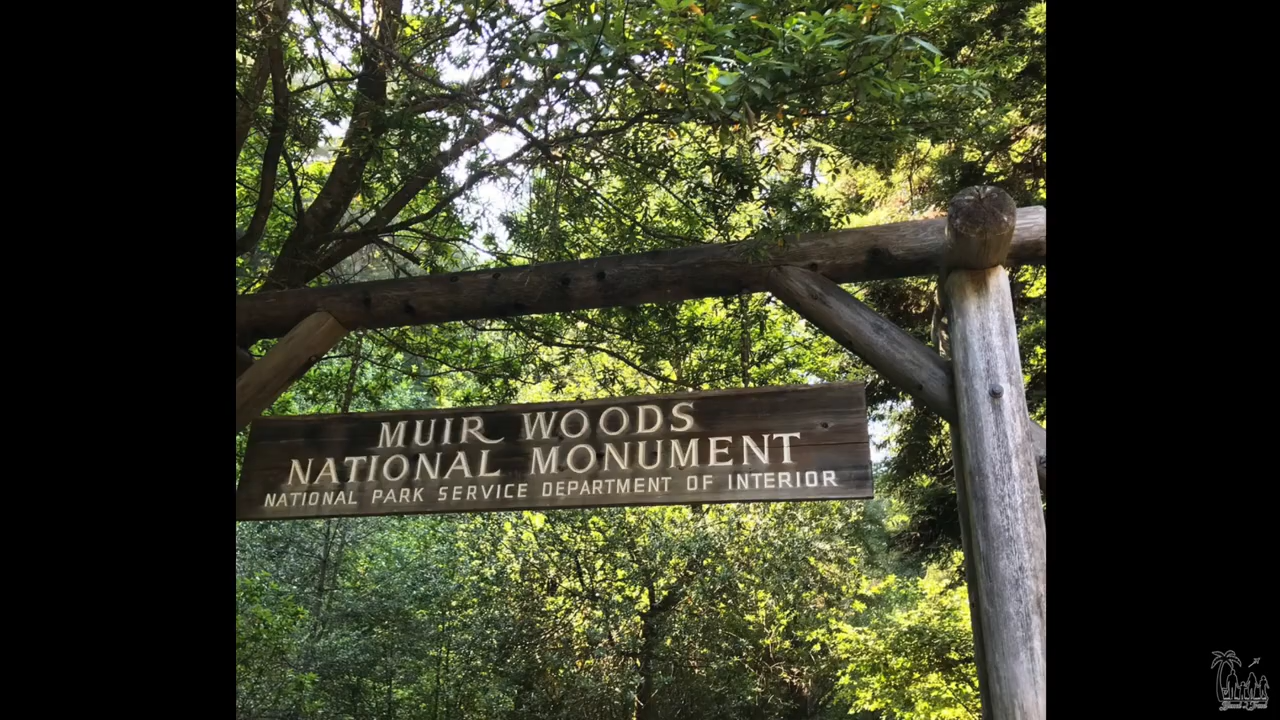 MUIR WOODS
NATIONAL MONUMENT
NATIONAL PARK SERVICE DEPARTMENT OF INTERIOR